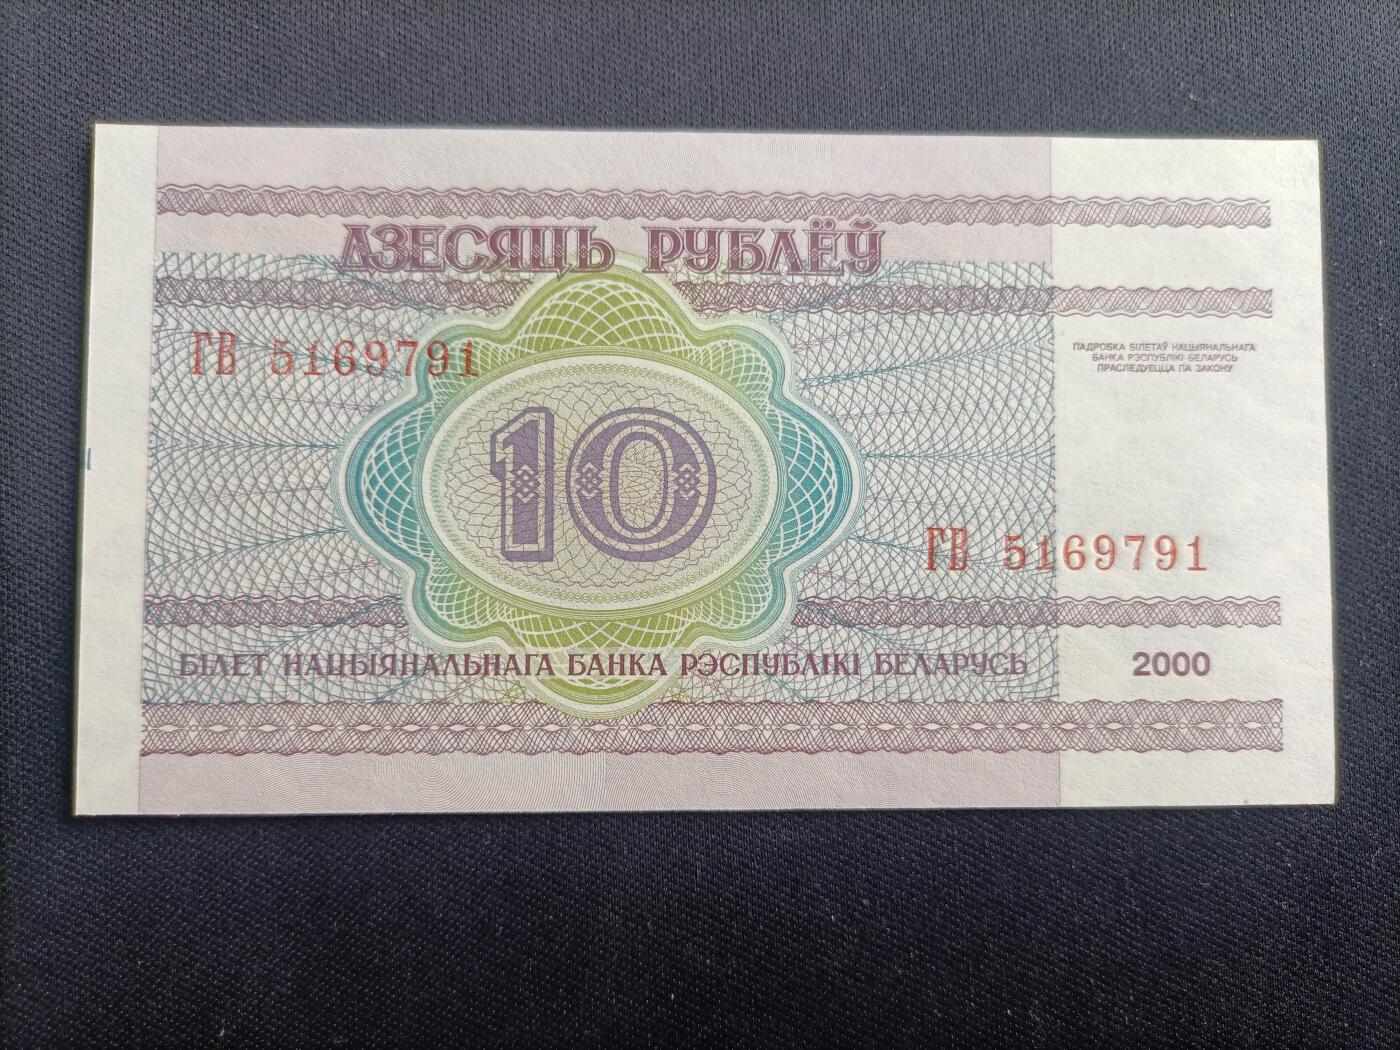 ДЗЕСЯЦЬ РУБЛЁЎ
ГВ 5169791
ПАДРОБКА БІЛЕТАЎ НАЦЫЯНАЛЬНАГА
БАНКА РЭСПУБЛІКІ БЕЛАРУСЬ
ПРАСЛЕДУЕЦЦА ПА ЗАКОНУ
10
ГВ 5169791
БІЛЕТ НАЦЫЯНАЛЬНАГА БАНКА РЭСПУБЛІКІ БЕЛАРУСЬ
2000